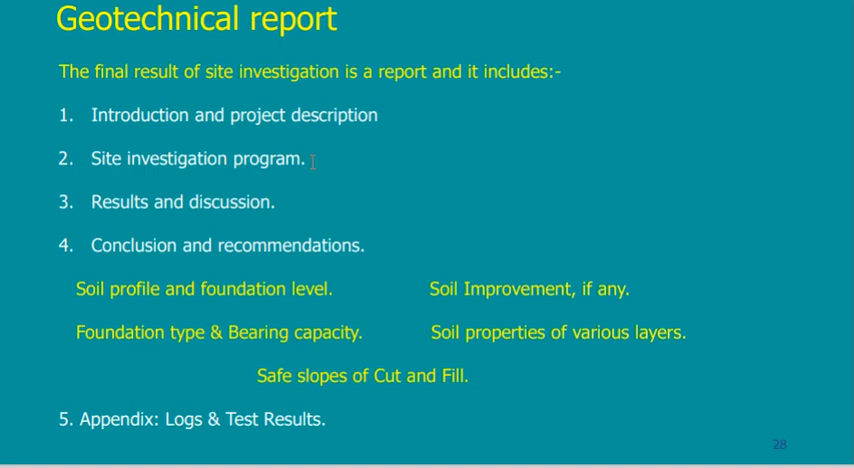 Geotechnical report
The final result of site investigation is a report and it includes:-
1. Introduction and project description
2. Site investigation program.
3. Results and discussion.
4. Conclusion and recommendations.
Soil profile and foundation level. Soil Improvement, if any.
Foundation type & Bearing capacity. Soil properties of various layers.
Safe slopes of Cut and Fill.
5. Appendix: Logs & Test Results.
28